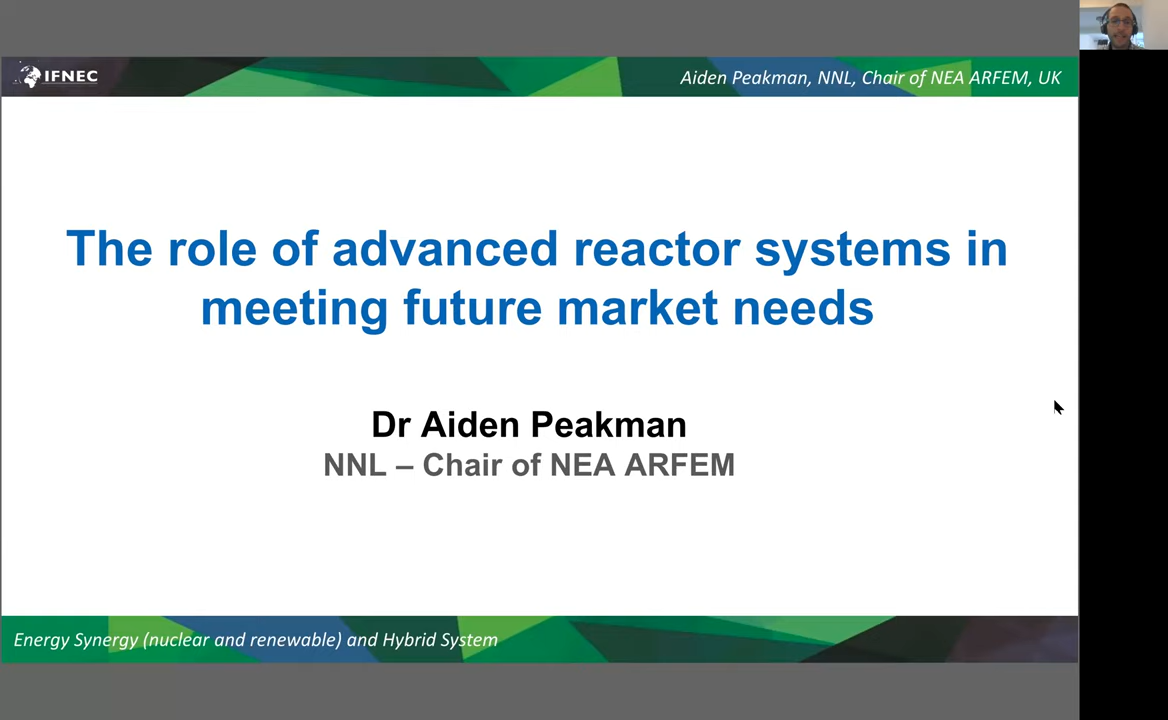 IFNEC
Aiden Peakman, NNL, Chair of NEA ARFEM, UK
The role of advanced reactor systems in
meeting future market needs
Dr Aiden Peakman
NNL – Chair of NEA ARFEM
Energy Synergy (nuclear and renewable) and Hybrid System